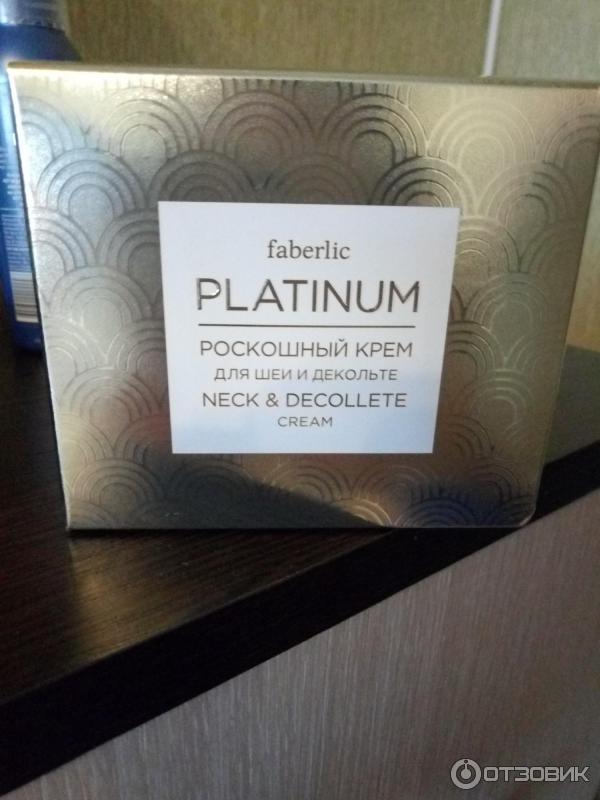 faberlic
PLATINUM
РОСКОШНЫЙ КРЕМ
ДЛЯ ШЕИ И ДЕКОЛЬТЕ
NECK & DECOLLETE
CREAM
ОТЗОВИК